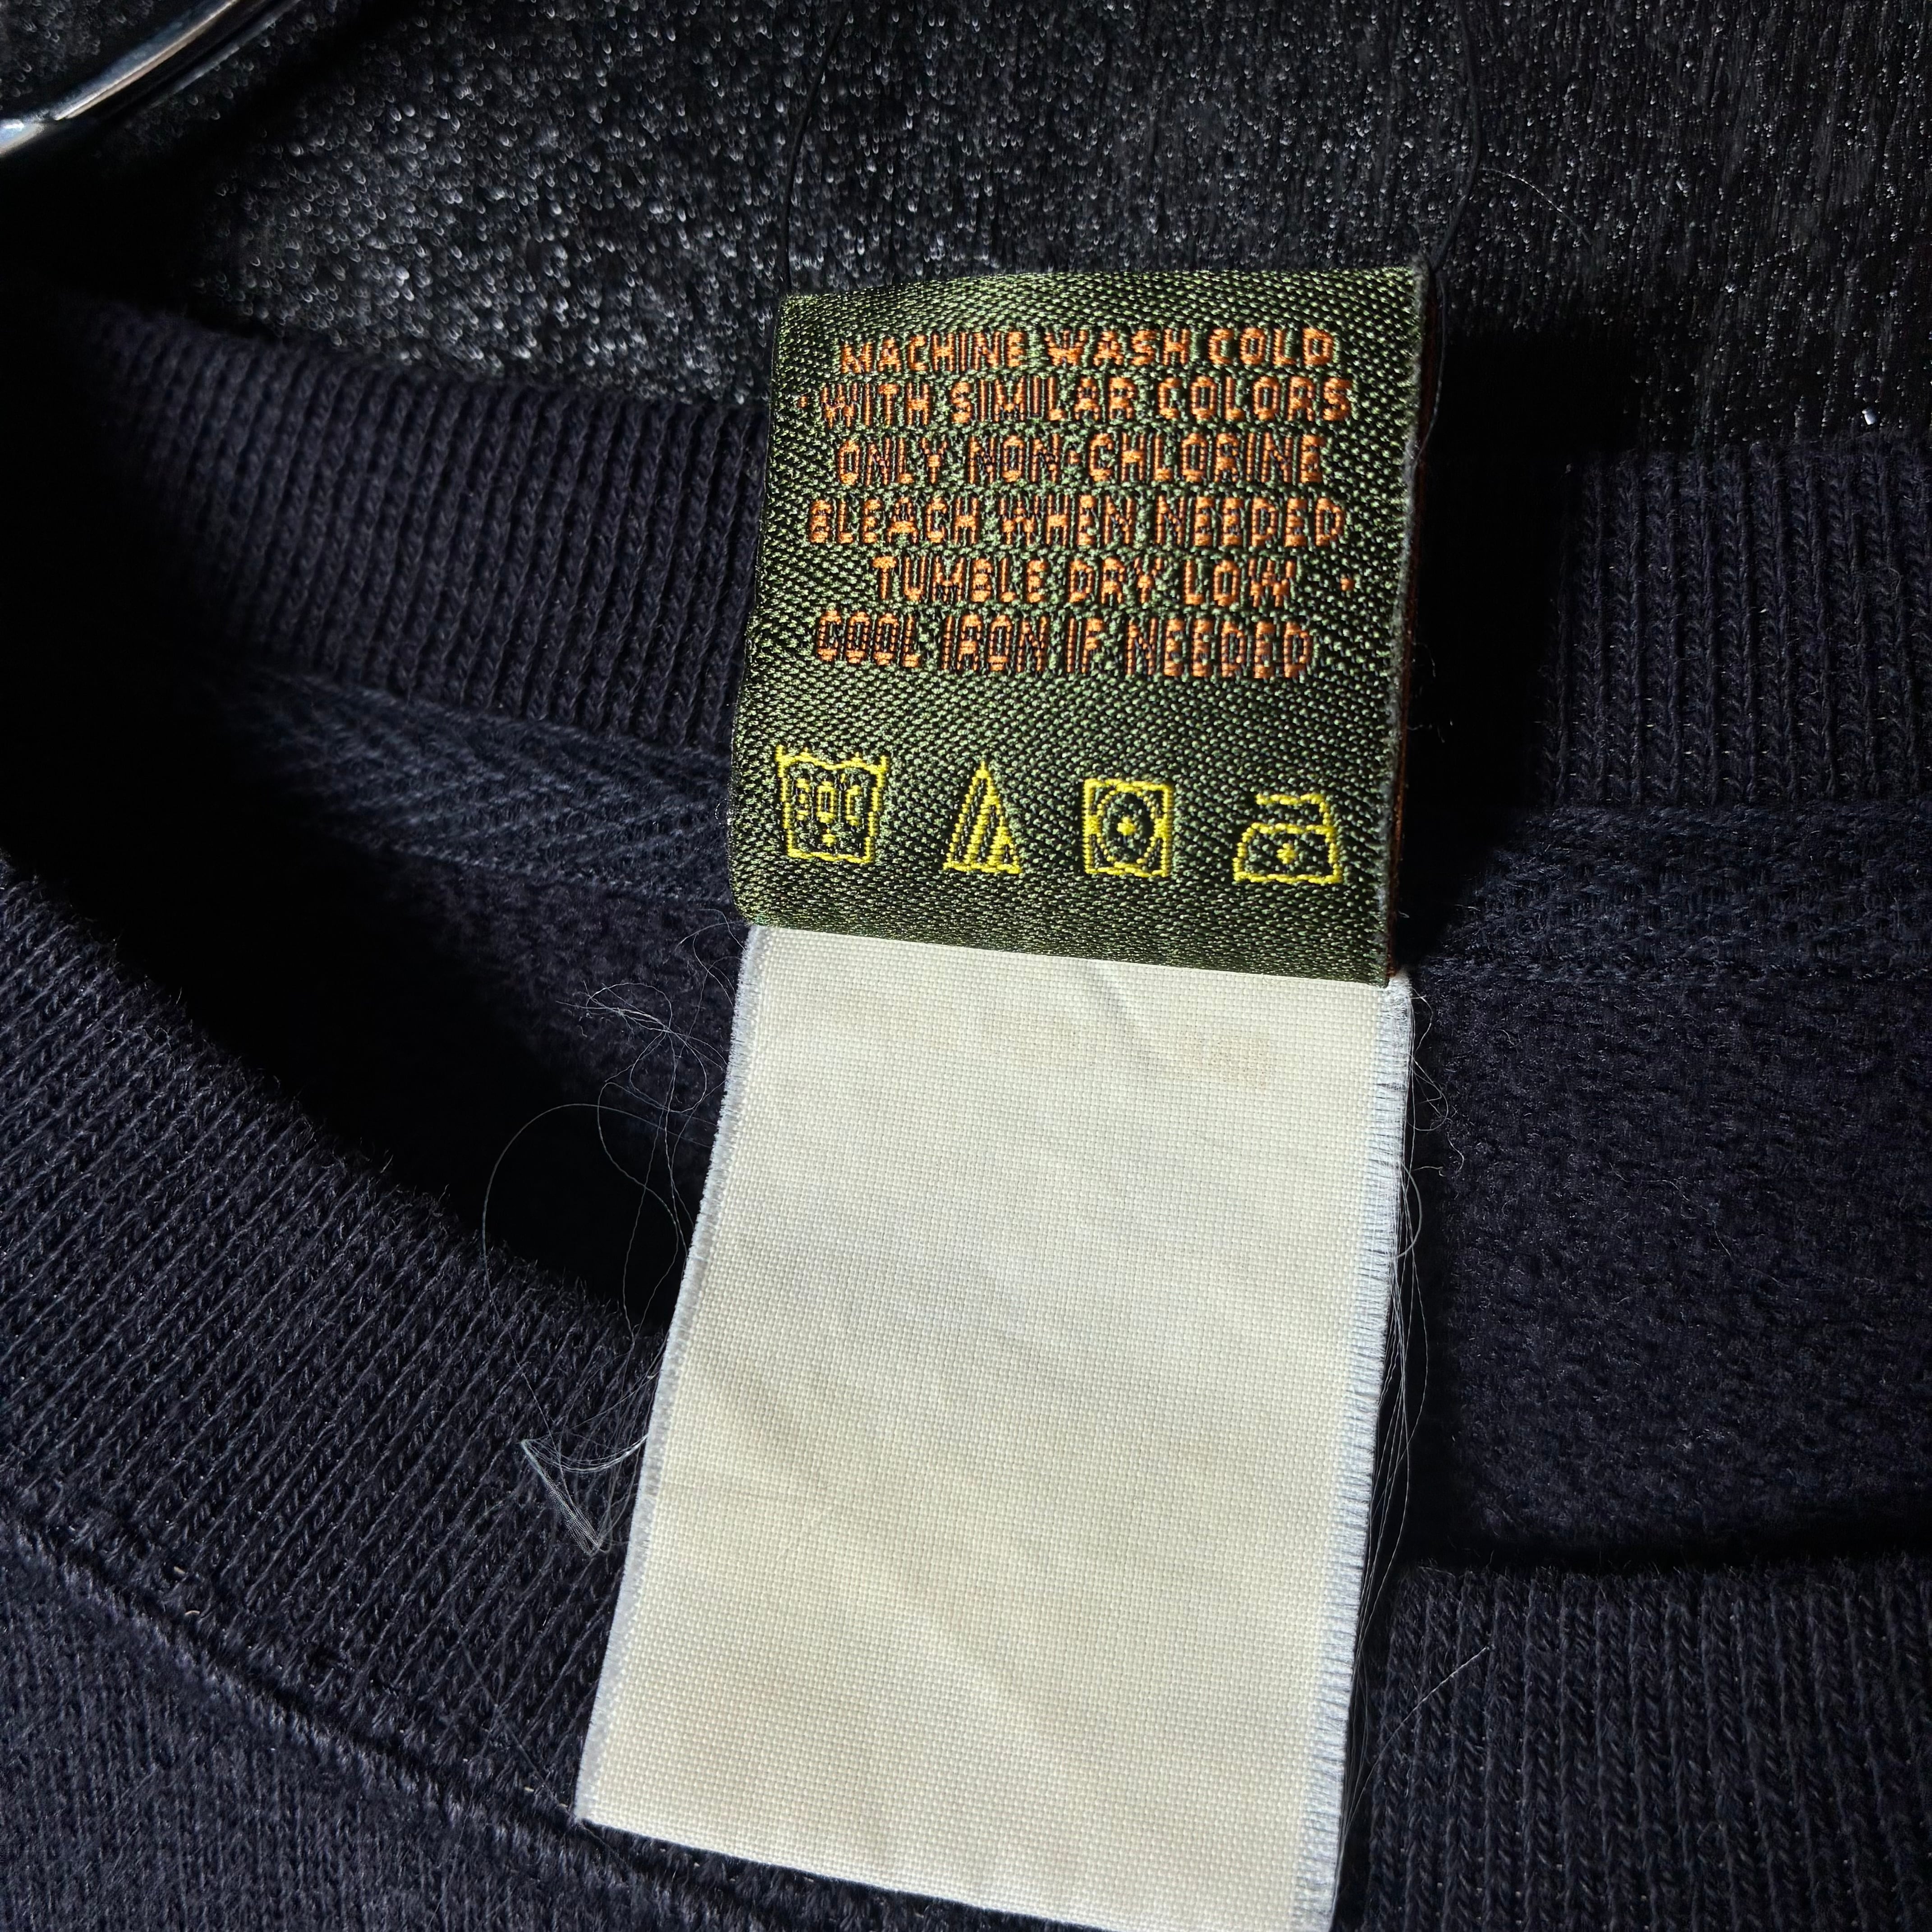 MACHINE WASH COLD
WITH SIMILAR COLORS
ONLY NON-CHLORINE
BLEACH WHEN NEEDED
TUMBLE DRY LOW
COOL IRON IF NEEDED